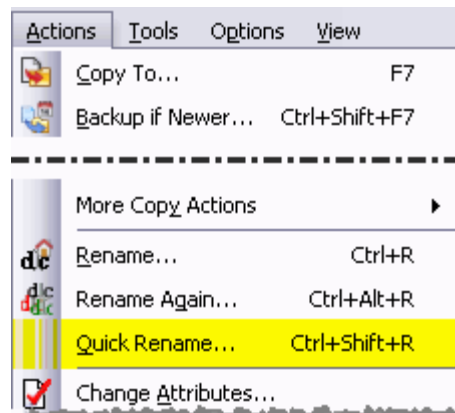 Actions Tools Options View
Copy To... F7
Backup if Newer... Ctrl+Shift+F7
More Copy Actions
Rename... Ctrl+R
Rename Again... Ctrl+Alt+R
Quick Rename... Ctrl+Shift+R
Change Attributes...